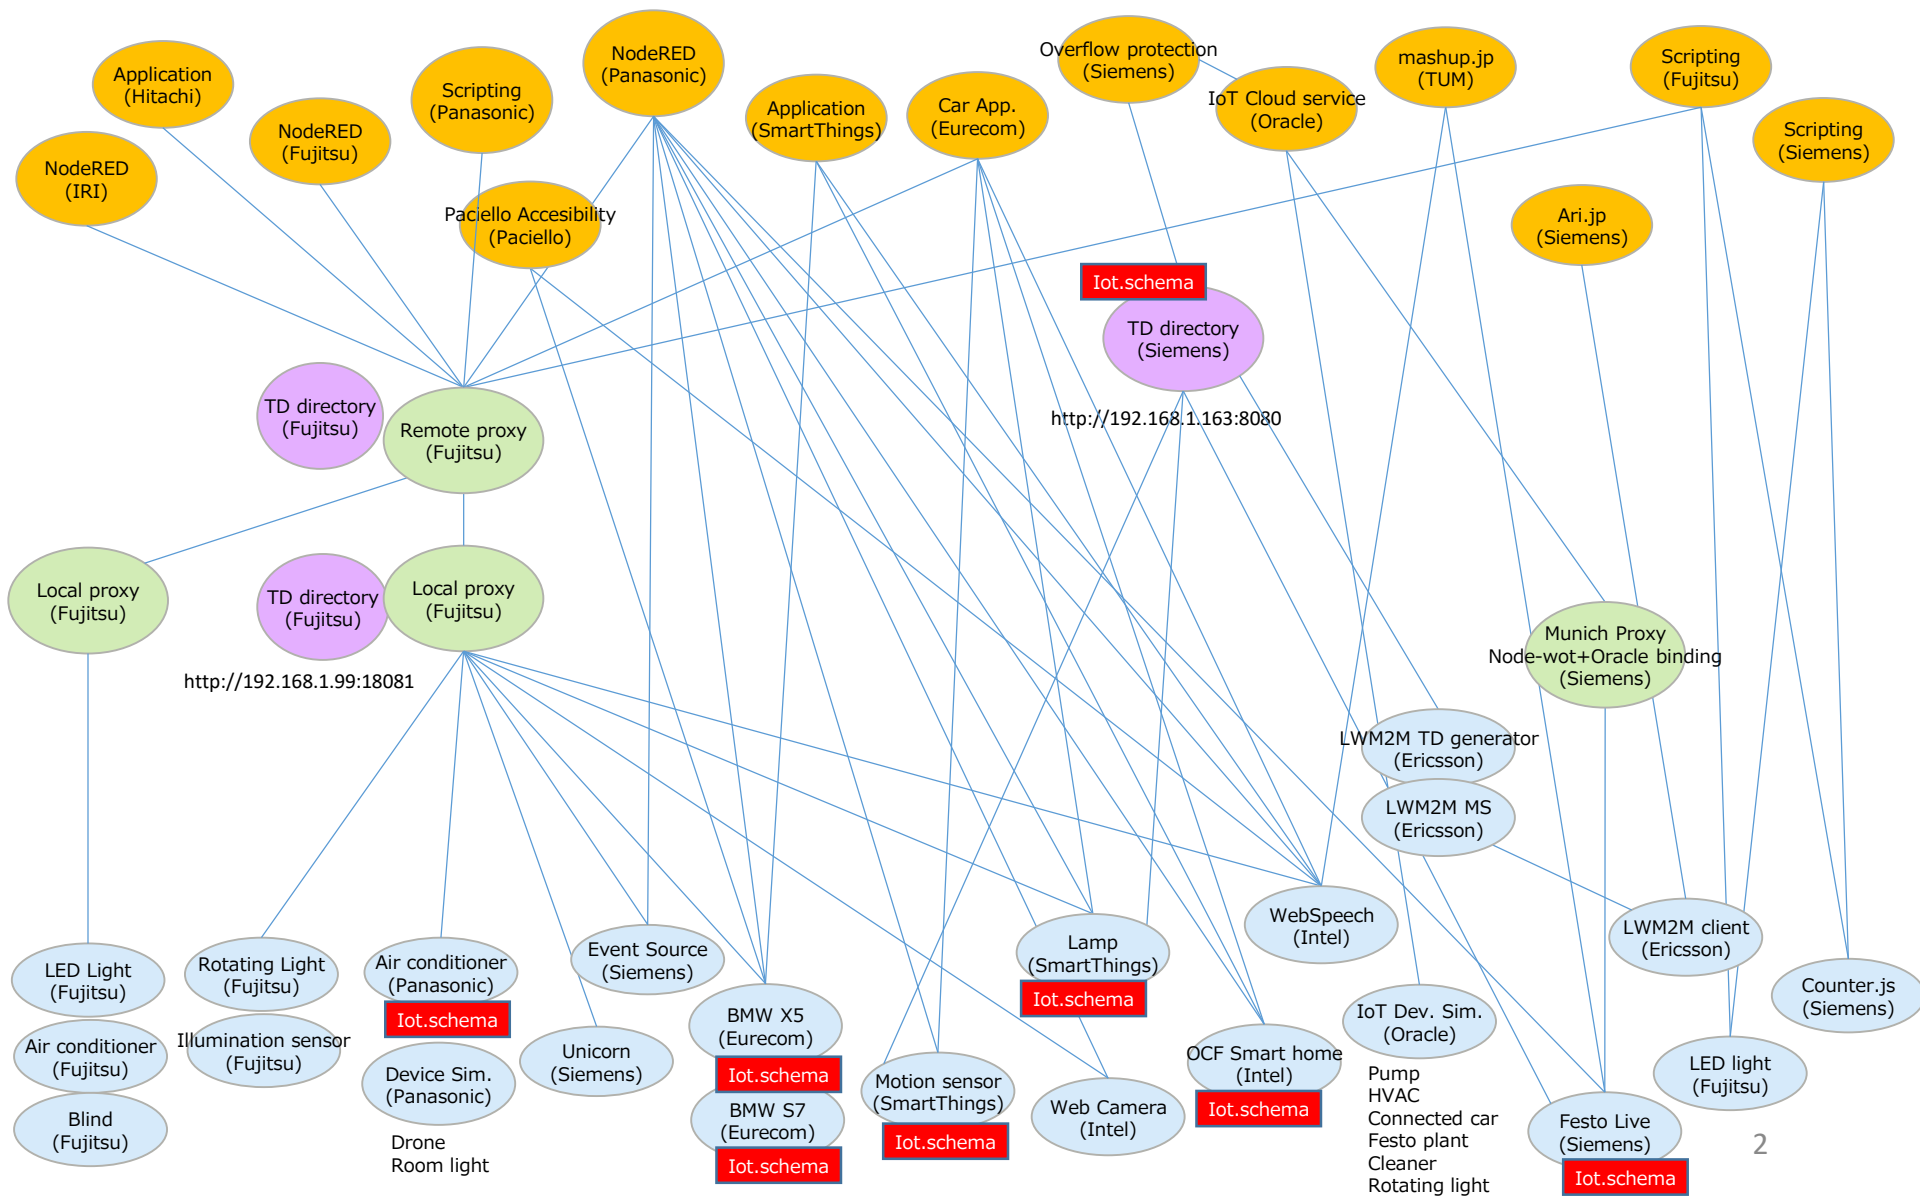 NodeRED
(Panasonic)
Overflow protection
(Siemens)
mashup.jp
(TUM)
Scripting
(Fujitsu)
Application
(Hitachi)
Scripting
(Panasonic)
Application
(SmartThings)
Car App.
(Eurecom)
IoT Cloud service
(Oracle)
NodeRED
(Fujitsu)
Scripting
(Siemens)
NodeRED
(IRI)
Paciello Accesibility
(Paciello)
Ari.jp
(Siemens)
Iot.schema
TD directory
(Siemens)
http://192.168.1.163:8080
TD directory
(Fujitsu)
Remote proxy
(Fujitsu)
Local proxy
(Fujitsu)
TD directory
(Fujitsu)
Local proxy
(Fujitsu)
http://192.168.1.99:18081
Munich Proxy
Node-wot+Oracle binding
(Siemens)
LWM2M TD generator
(Ericsson)
LWM2M MS
(Ericsson)
WebSpeech
(Intel)
LWM2M client
(Ericsson)
LED Light
(Fujitsu)
Rotating Light
(Fujitsu)
Air conditioner
(Panasonic)
Iot.schema
Event Source
(Siemens)
Lamp
(SmartThings)
Iot.schema
Counter.js
(Siemens)
BMW X5
(Eurecom)
Iot.schema
IoT Dev. Sim.
(Oracle)
Air conditioner
(Fujitsu)
Illumination sensor
(Fujitsu)
Device Sim.
(Panasonic)
Unicorn
(Siemens)
Motion sensor
(SmartThings)
Iot.schema
OCF Smart home
(Intel)
Iot.schema
LED light
(Fujitsu)
Blind
(Fujitsu)
Drone
Room light
BMW S7
(Eurecom)
Iot.schema
Web Camera
(Intel)
Pump
HVAC
Connected car
Festo plant
Cleaner
Rotating light
Festo Live
(Siemens)
Iot.schema
2